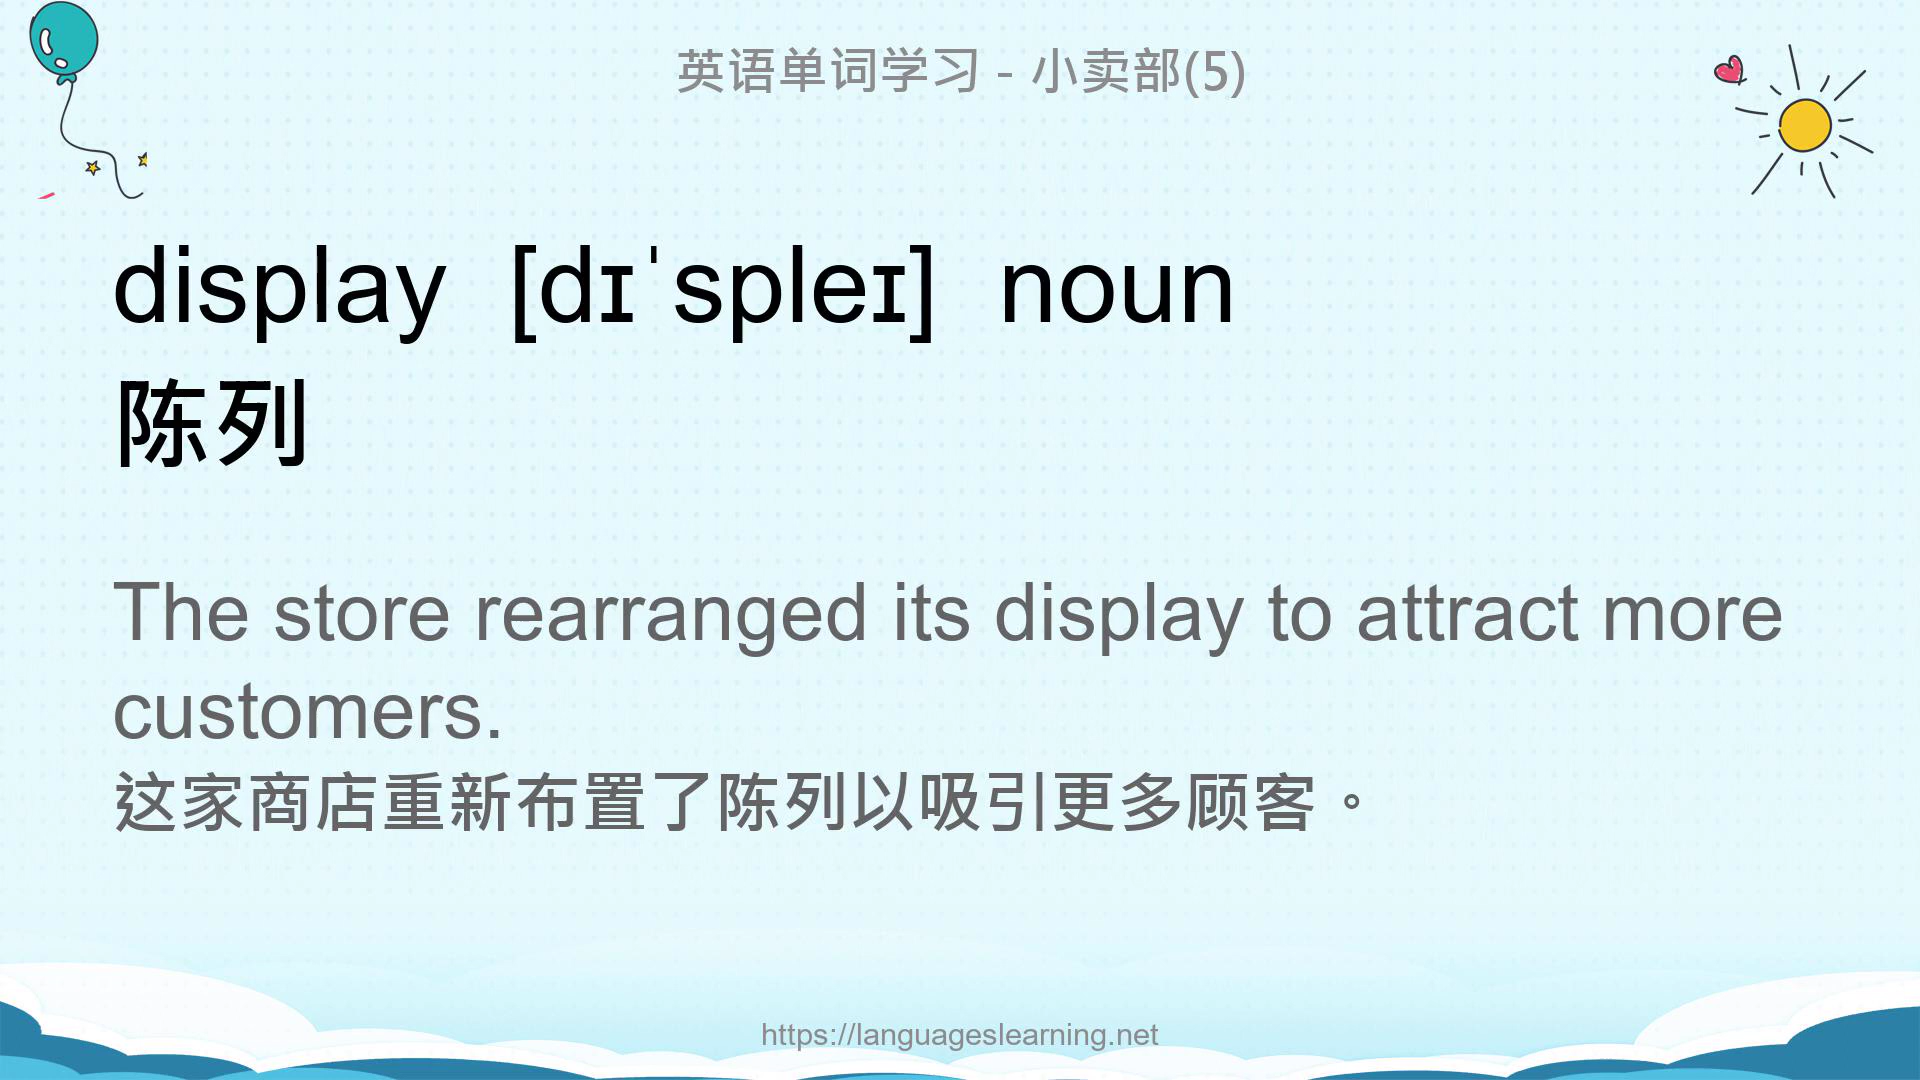 英语单词学习 - 小卖部(5)
display [dɪˈspleɪ] noun
陈列
The store rearranged its display to attract more
customers.
这家商店重新布置了陈列以吸引更多顾客。
https://languageslearning.net